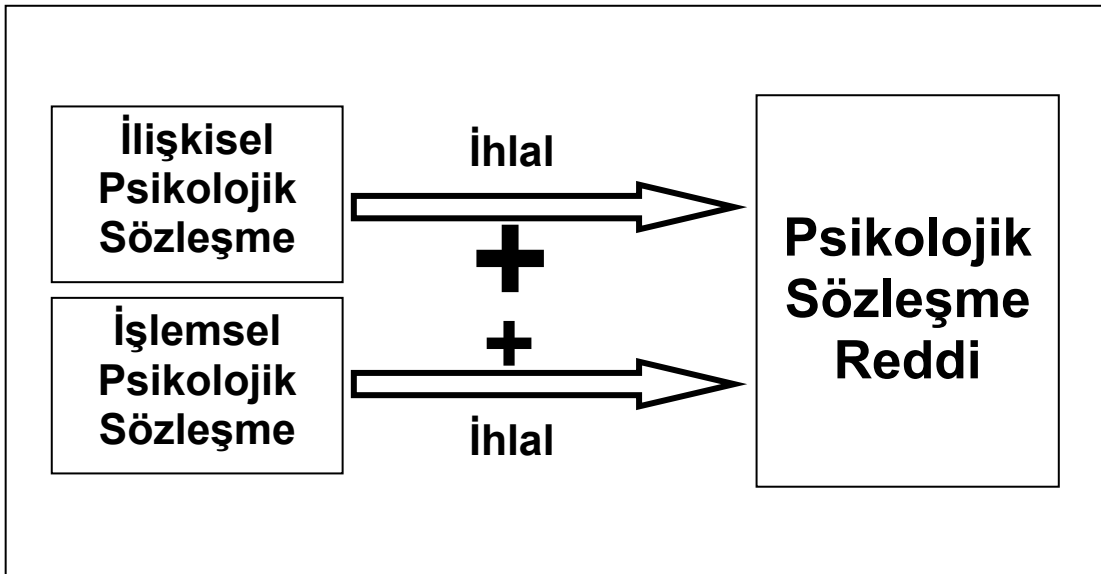 İlişkisel
Psikolojik
Sözleşme
İhlal
+
+
İşlemsel
Psikolojik
Sözleşme
İhlal
Psikolojik
Sözleşme
Reddi